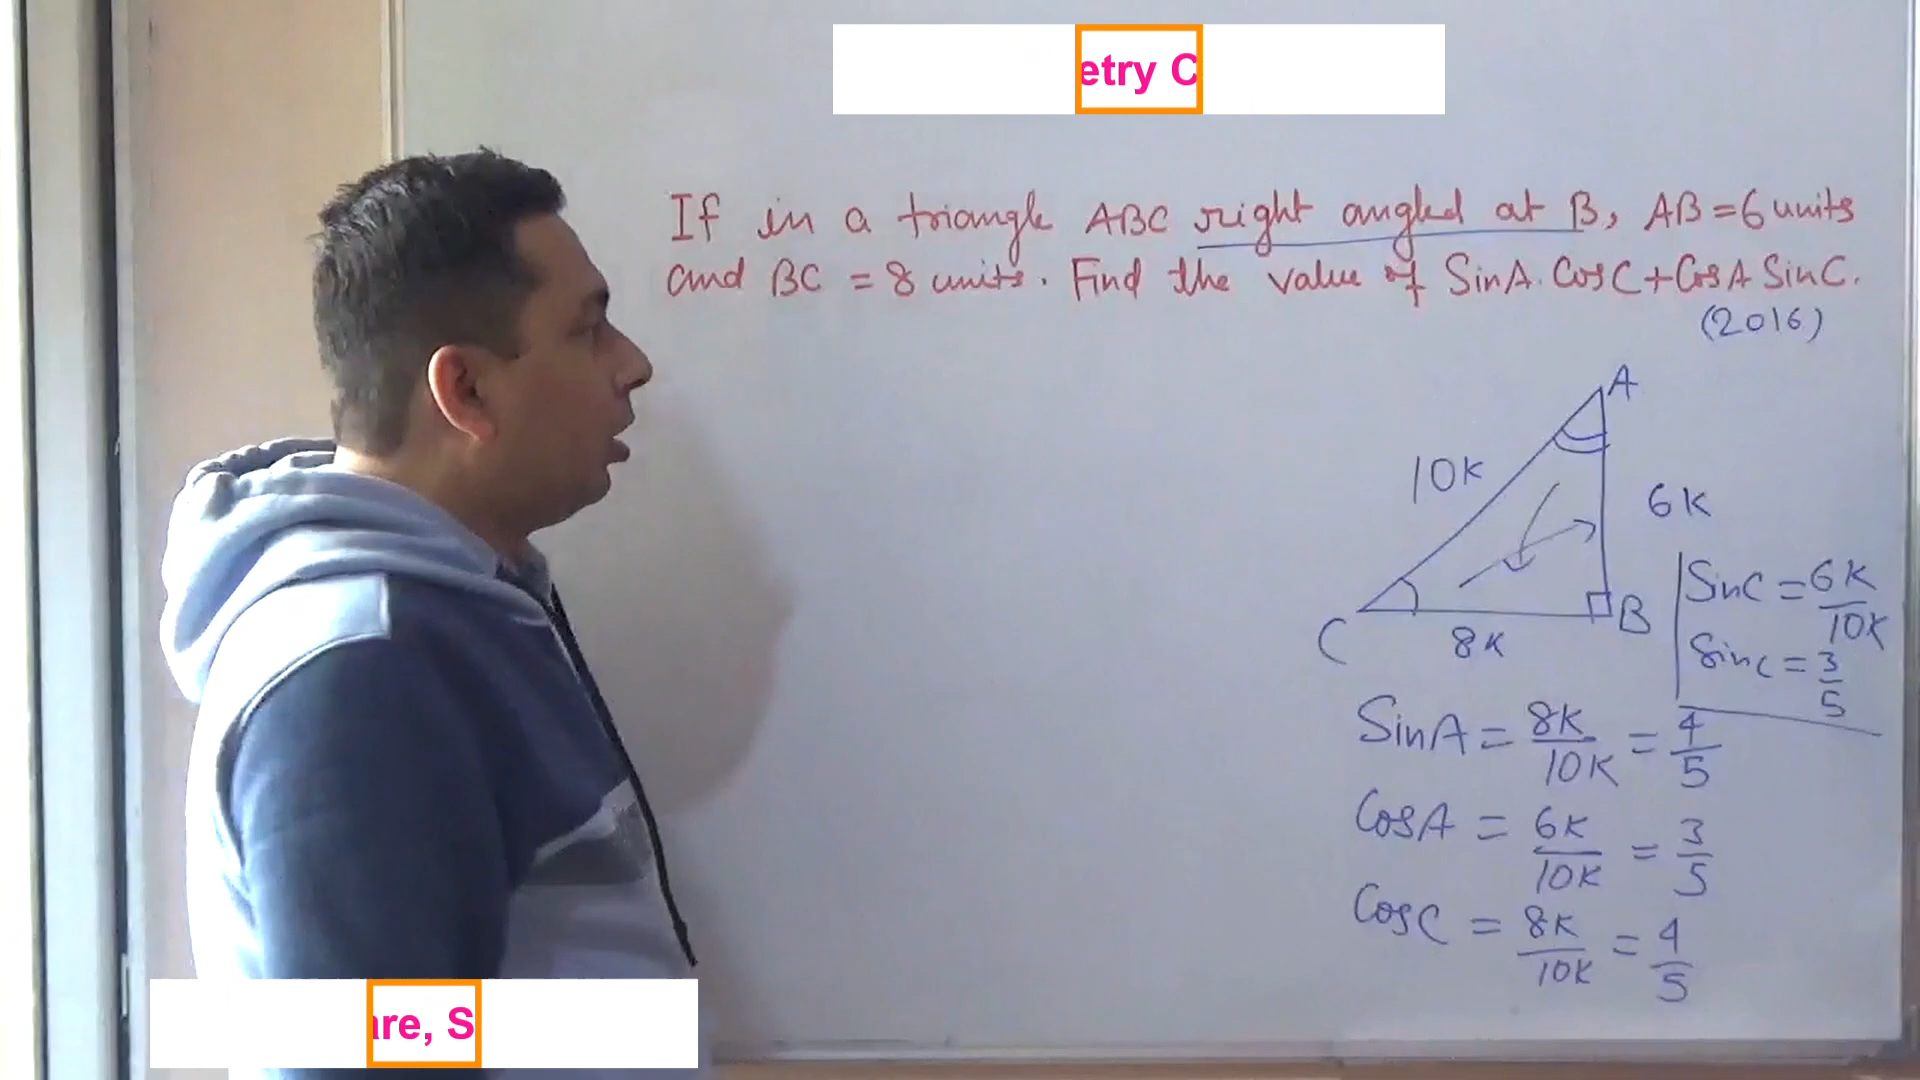 etry C
If in a triangle ABC right angled at B, AB=6 units
and BC = 8 units. Find the value of SinA. CosC+CosA SinC.
(2016)
A
10K
6K
C
8K
B
SinC = 6K/10K
SinC = 3/5
SinA = 8K/10K = 4/5
CosA = 6K/10K = 3/5
CosC = 8K/10K = 4/5
are, S